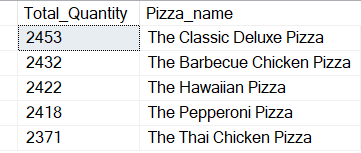 Total_Quantity Pizza_name
2453 The Classic Deluxe Pizza
2432 The Barbecue Chicken Pizza
2422 The Hawaiian Pizza
2418 The Pepperoni Pizza
2371 The Thai Chicken Pizza